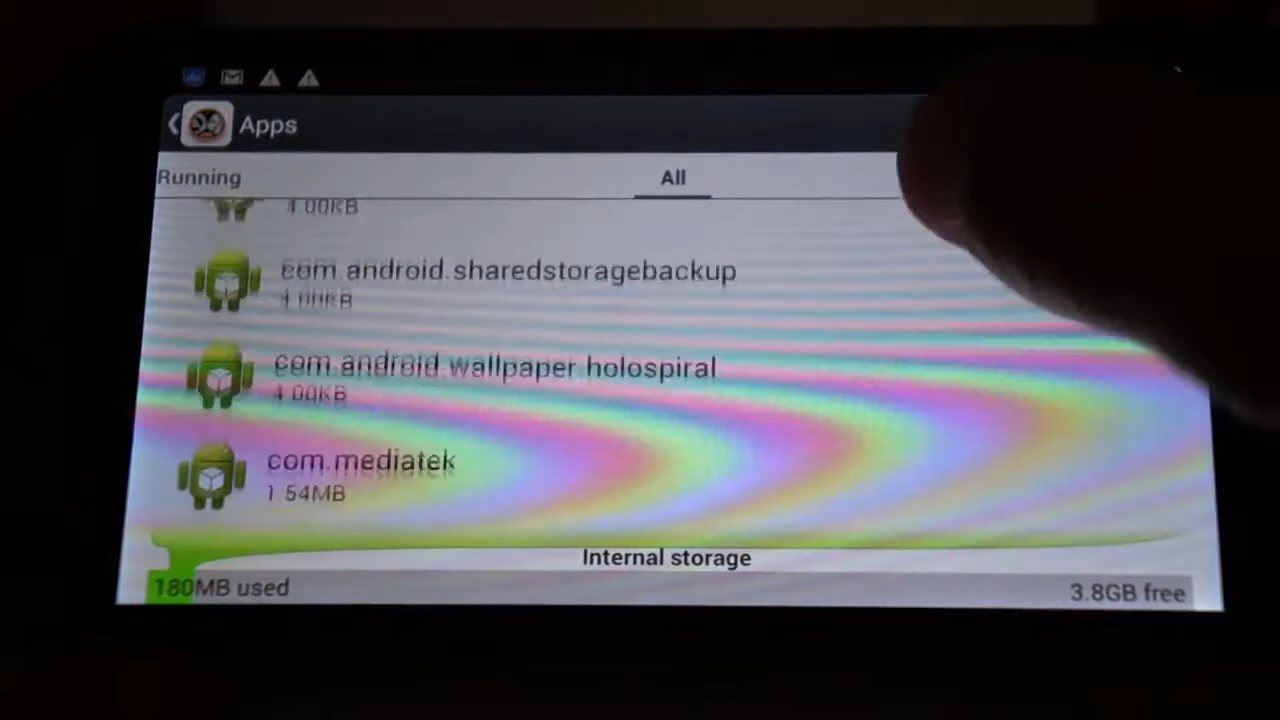 Apps
Running
All
4.00KB
com.android.sharedstoragebackup
4.00KB
com.android.wallpaper.holospiral
4.00KB
com.mediatek
1.54MB
Internal storage
180MB used
3.8GB free